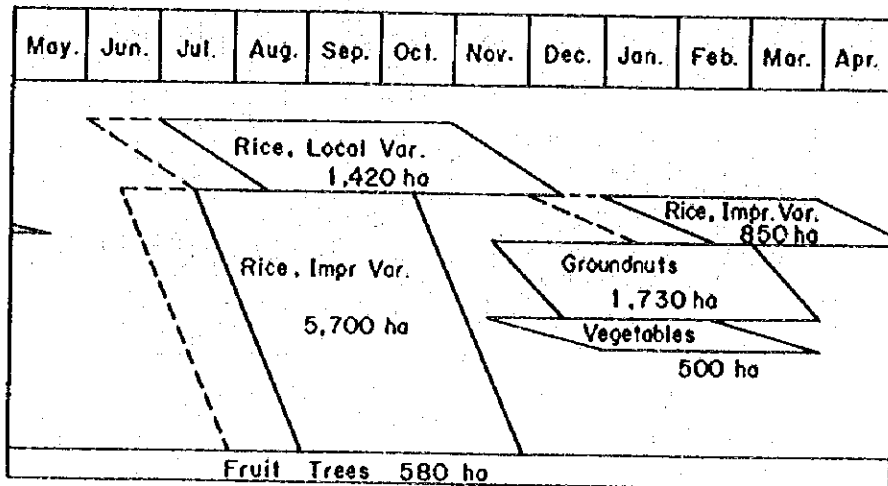 May. Jun. Jul. Aug. Sep. Oct. Nov. Dec. Jan. Feb. Mar. Apr.
Rice, Local Var.
1,420 ha
Rice, Impr. Var.
850 ha
Rice, Impr Var.
5,700 ha
Groundnuts
1,730 ha
Vegetables
500 ha
Fruit Trees 580 ha